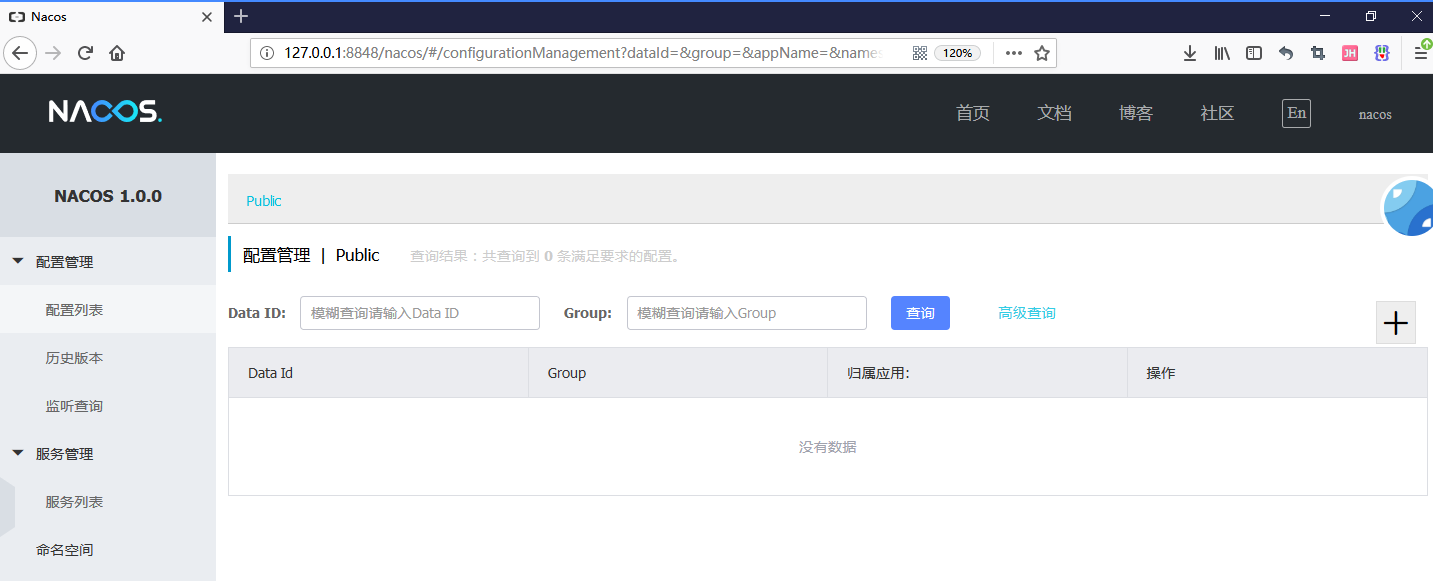 Nacos
127.0.0.1:8848/nacos/#/configurationManagement?dataId=&group=&appName=&names
120%
JH
NACOS.
首页 文档 博客 社区 En nacos
NACOS 1.0.0
Public
配置管理
配置管理 | Public 查询结果：共查询到 0 条满足要求的配置。
配置列表
Data ID: 模糊查询请输入Data ID Group: 模糊查询请输入Group 查询 高级查询
历史版本
Data Id Group 归属应用: 操作
监听查询
没有数据
服务管理
服务列表
命名空间